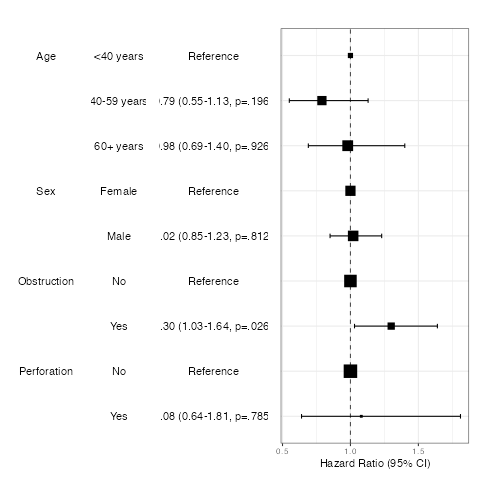 Age <40 years Reference
40-59 years .79 (0.55-1.13, p=.196
60+ years .98 (0.69-1.40, p=.926
Sex Female Reference
Male .02 (0.85-1.23, p=.812
Obstruction No Reference
Yes .30 (1.03-1.64, p=.026
Perforation No Reference
Yes .08 (0.64-1.81, p=.785
0.5 1.0 1.5
Hazard Ratio (95% CI)